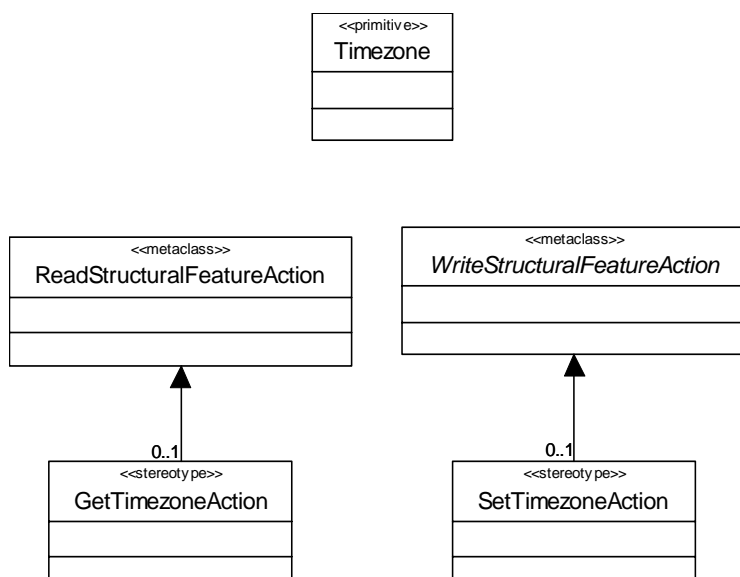 <<primitive>>
Timezone
<<metaclass>>
ReadStructuralFeatureAction
<<metaclass>>
WriteStructuralFeatureAction
0..1
<<stereotype>>
GetTimezoneAction
0..1
<<stereotype>>
SetTimezoneAction